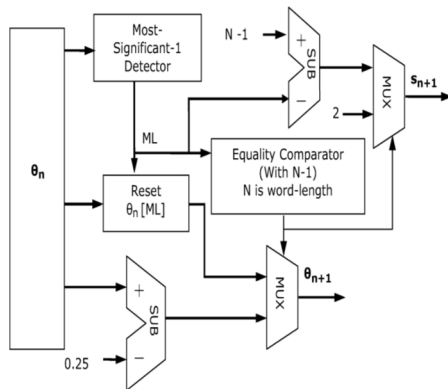 Most-
Significant-1
Detector
N -1
+
SUB
−
MUX
s n+1
2
ML
Equality Comparator
(With N-1)
N is word-length
θn
Reset
θn [ML]
MUX
θn+1
+
SUB
−
0.25